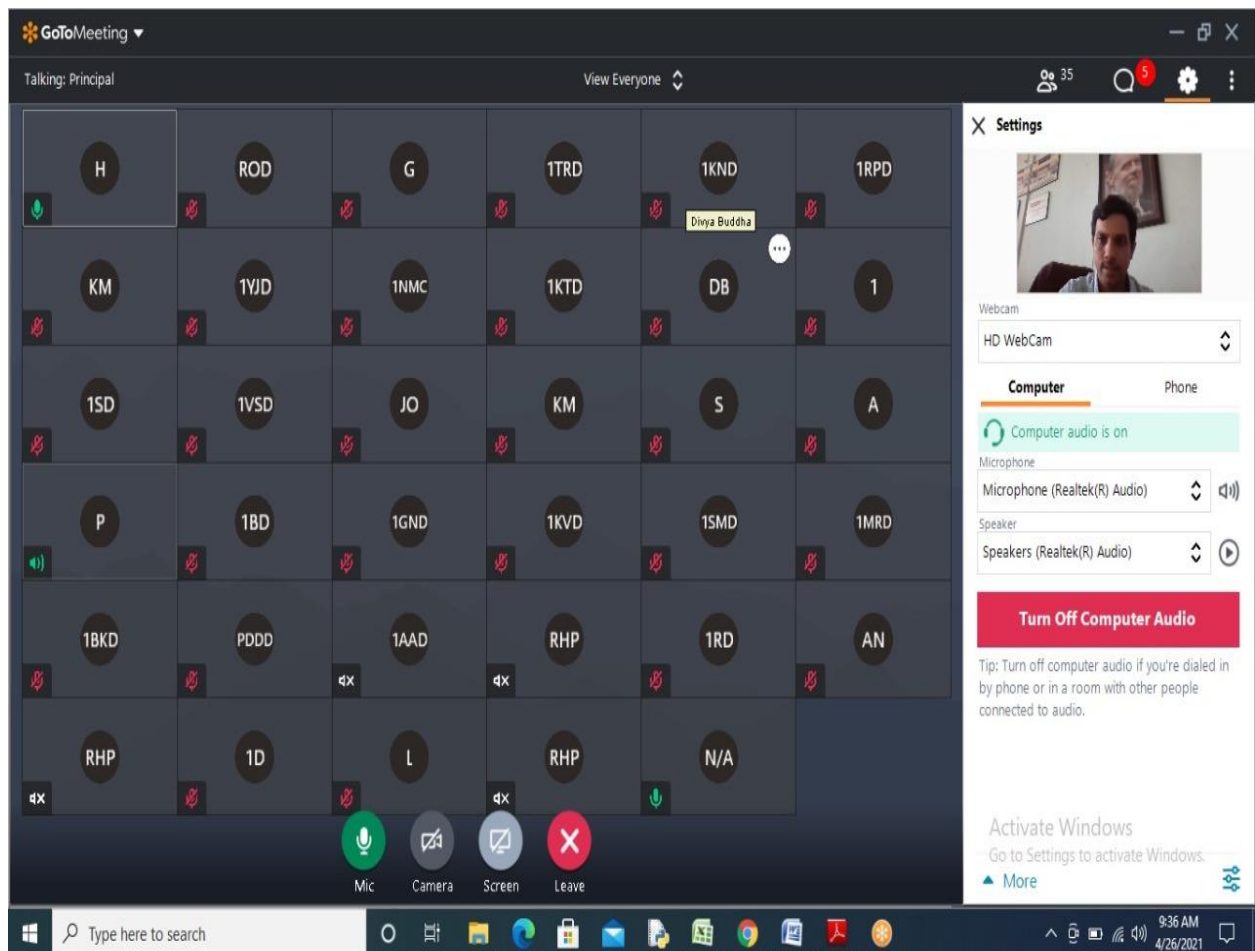 GoToMeeting
Talking: Principal
View Everyone
35
5
H
ROD
G
1TRD
1KND
1RPD
Divya Buddha
KM
1YJD
1NMC
1KTD
DB
1
1SD
1VSD
JO
KM
S
A
P
1BD
1GND
1KVD
1SMD
1MRD
1BKD
PDDD
1AAD
RHP
1RD
AN
RHP
1D
L
RHP
N/A
Mic
Camera
Screen
Leave
Settings
Webcam
HD WebCam
Computer
Phone
Computer audio is on
Microphone
Microphone (Realtek(R) Audio)
Speaker
Speakers (Realtek(R) Audio)
Turn Off Computer Audio
Tip: Turn off computer audio if you're dialed in
by phone or in a room with other people
connected to audio.
Activate Windows
Go to Settings to activate Windows.
More
Type here to search
9:36 AM
4/26/2021